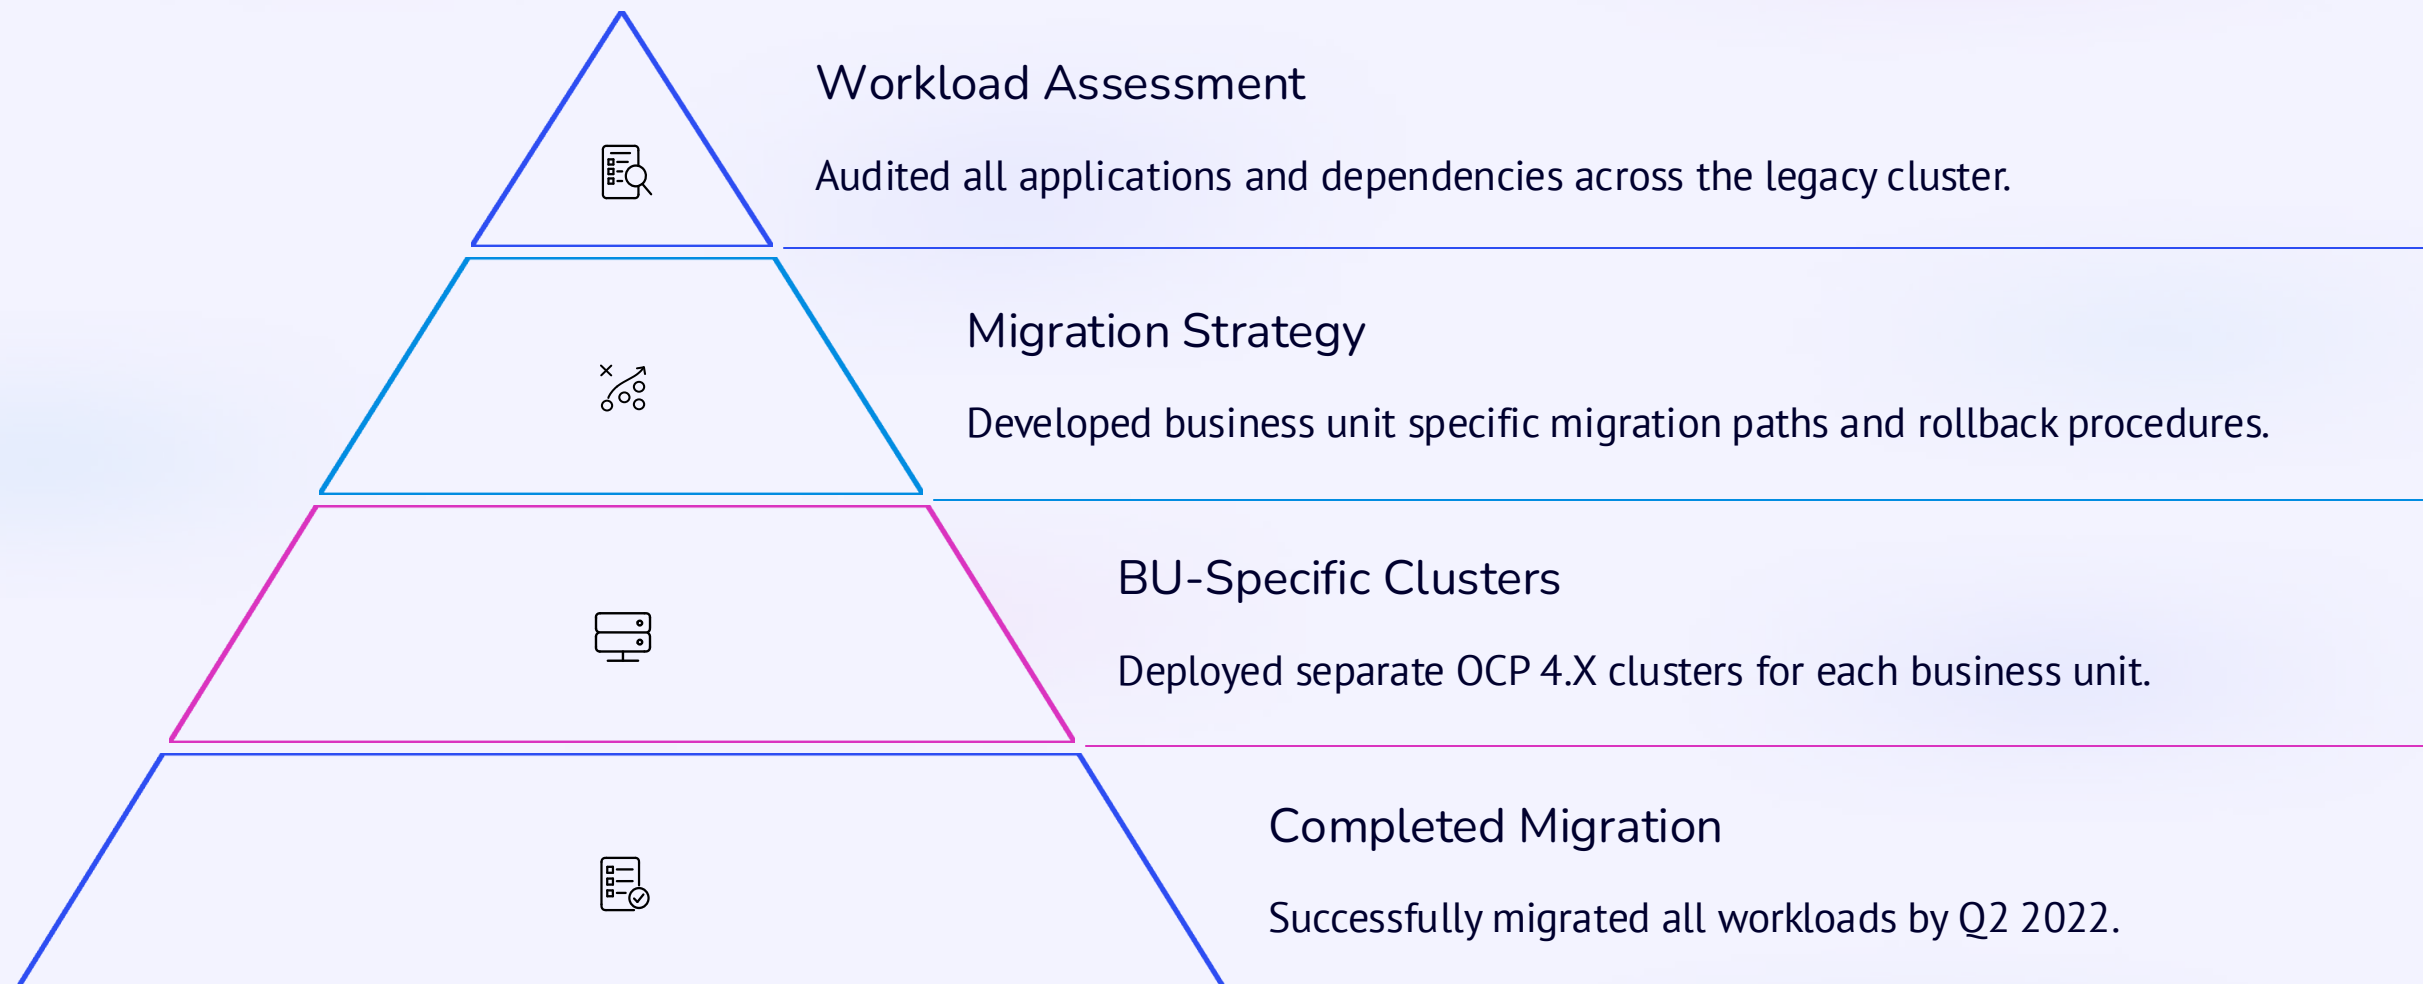 Workload Assessment
Audited all applications and dependencies across the legacy cluster.
Migration Strategy
Developed business unit specific migration paths and rollback procedures.
BU-Specific Clusters
Deployed separate OCP 4.X clusters for each business unit.
Completed Migration
Successfully migrated all workloads by Q2 2022.